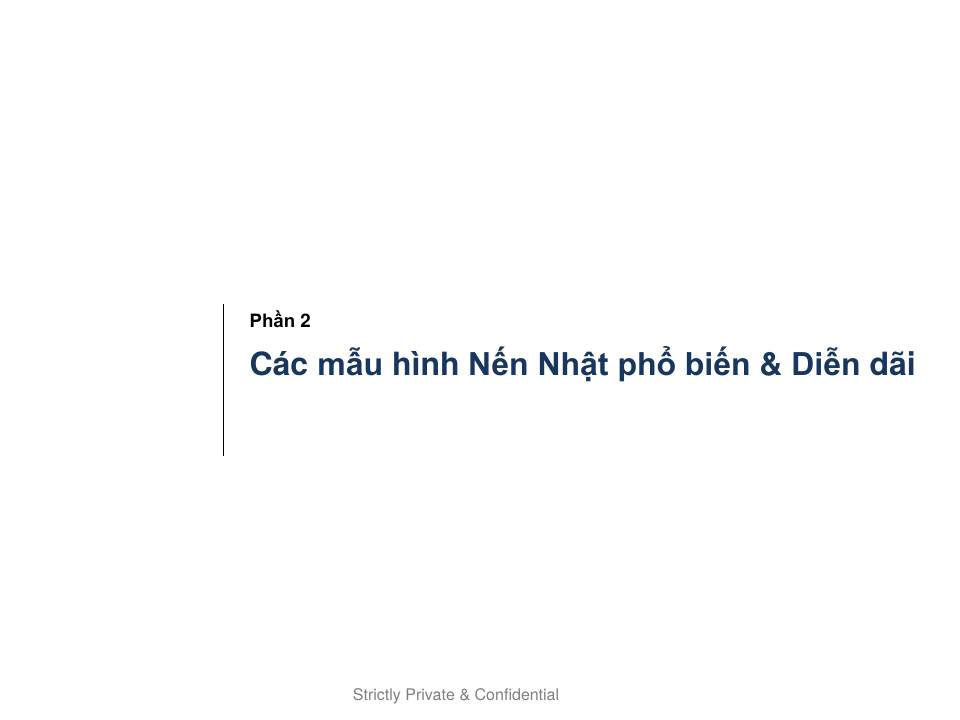 Phần 2
Các mẫu hình Nến Nhật phổ biến & Diễn dãi
Strictly Private & Confidential